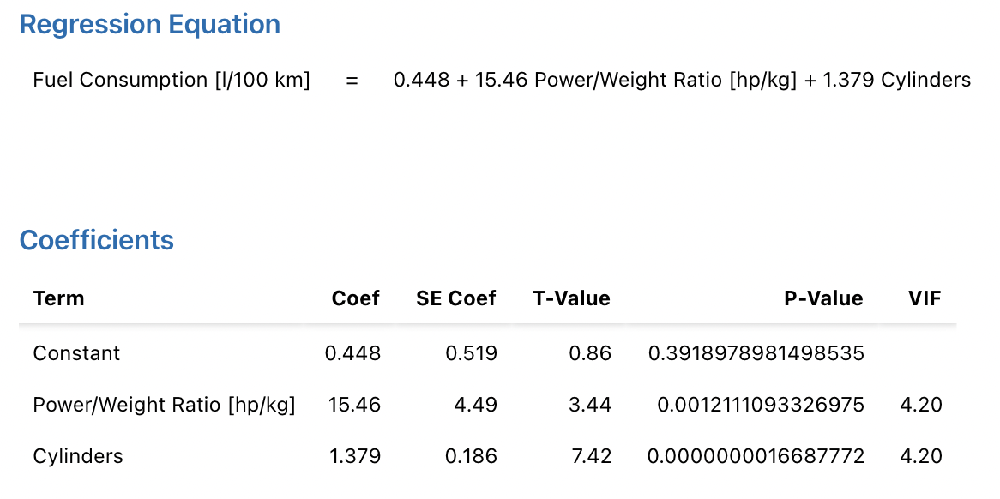 Regression Equation
Fuel Consumption [l/100 km] = 0.448 + 15.46 Power/Weight Ratio [hp/kg] + 1.379 Cylinders
Coefficients
Term Coef SE Coef T-Value P-Value VIF
Constant 0.448 0.519 0.86 0.3918978981498535
Power/Weight Ratio [hp/kg] 15.46 4.49 3.44 0.0012111093326975 4.20
Cylinders 1.379 0.186 7.42 0.0000000016687772 4.20